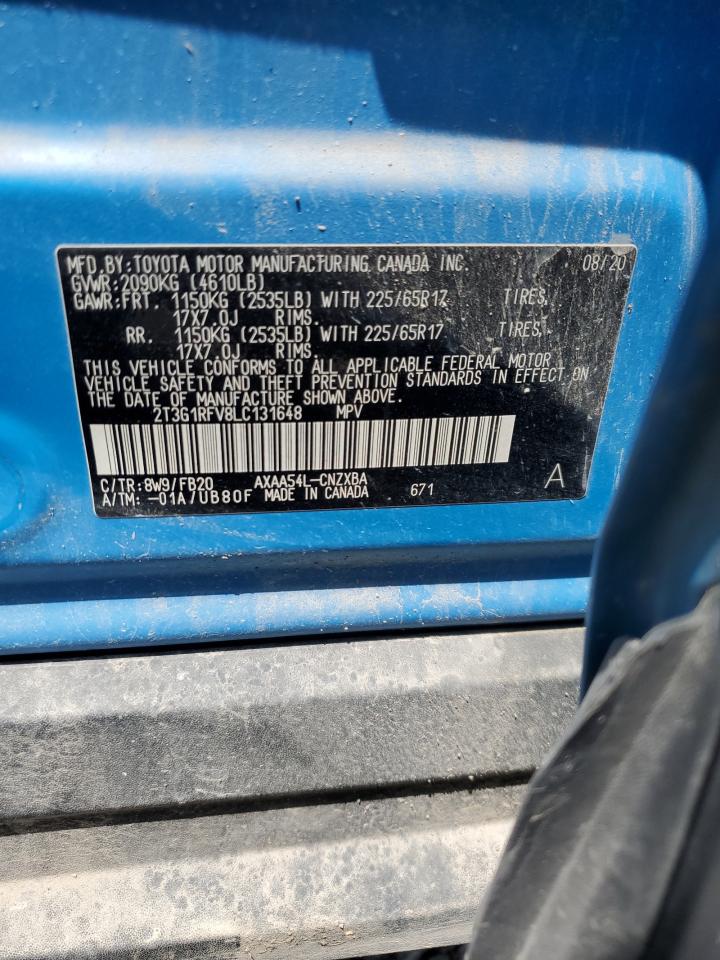 MFD.BY:TOYOTA MOTOR MANUFACTURING CANADA INC. 08/20
GVWR:2090KG (4610LB)
GAWR:FRT. 1150KG (2535LB) WITH 225/65R17 TIRES,
17X7.0J RIMS.
RR. 1150KG (2535LB) WITH 225/65R17 TIRES,
17X7.0J RIMS.
THIS VEHICLE CONFORMS TO ALL APPLICABLE FEDERAL MOTOR
VEHICLE SAFETY AND THEFT PREVENTION STANDARDS IN EFFECT ON
THE DATE OF MANUFACTURE SHOWN ABOVE.
2T3G1RFV8LC131648 MPV
C/TR:8W9/FB20 AXAA54L-CNZXBA
A/TM: -01A/UB80F MADE IN CANADA 671 A